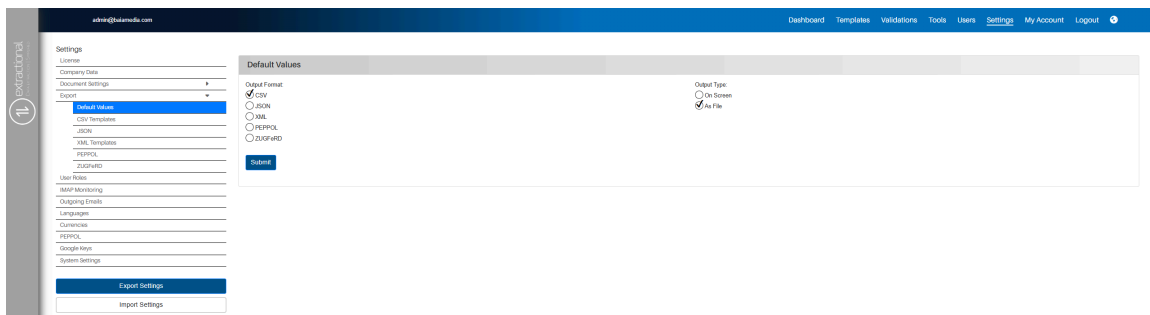 admin@baiamedia.com
Dashboard Templates Validations Tools Users Settings My Account Logout
extractional
Settings
License
Company Data
Document Settings
Export
Default Values
CSV Templates
JSON
XML Templates
PEPPOL
ZUGFeRD
User Roles
IMAP Monitoring
Outgoing Emails
Languages
Currencies
PEPPOL
Google Keys
System Settings
Export Settings
Import Settings
Default Values
Output Format:
CSV
JSON
XML
PEPPOL
ZUGFeRD
Submit
Output Type:
On Screen
As File